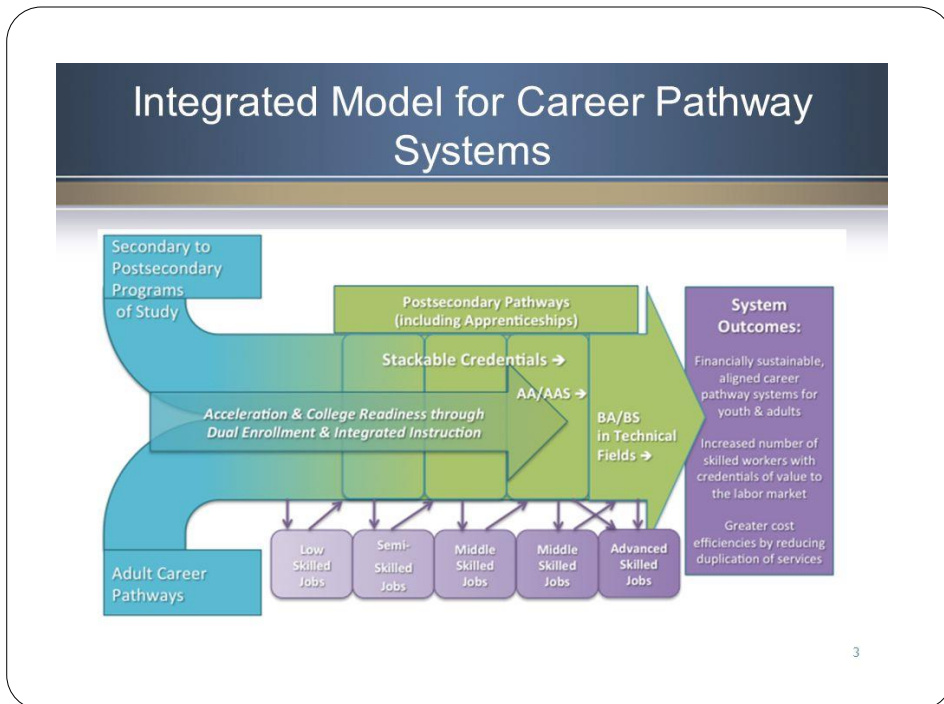 Integrated Model for Career Pathway
Systems
Secondary to
Postsecondary
Programs
of Study
Postsecondary Pathways
(including Apprenticeships)
Stackable Credentials →
AA/AAS →
Acceleration & College Readiness through
Dual Enrollment & Integrated Instruction
BA/BS
in Technical
Fields →
System
Outcomes:
Financially sustainable,
aligned career
pathway systems for
youth & adults
Increased number of
skilled workers with
credentials of value to
the labor market
Greater cost
efficiencies by reducing
duplication of services
Adult Career
Pathways
Low
Skilled
Jobs
Semi-
Skilled
Jobs
Middle
Skilled
Jobs
Middle
Skilled
Jobs
Advanced
Skilled
Jobs
3